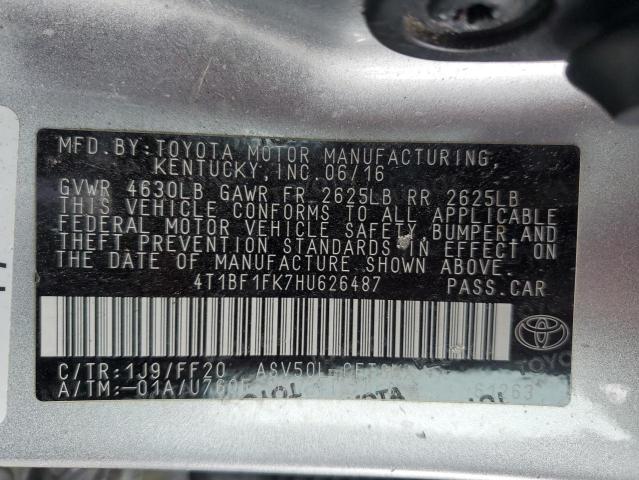 MFD.BY:TOYOTA MOTOR MANUFACTURING,
KENTUCKY,INC.06/16
GVWR 4630LB GAWR FR 2625LB RR 2625LB
THIS VEHICLE CONFORMS TO ALL APPLICABLE
FEDERAL MOTOR VEHICLE SAFETY, BUMPER AND
THEFT PREVENTION STANDARDS IN EFFECT ON
THE DATE OF MANUFACTURE SHOWN ABOVE.
4T1BF1FK7HU626487 PASS.CAR
C/TR:1J9/FF20
A/TM:-01A/